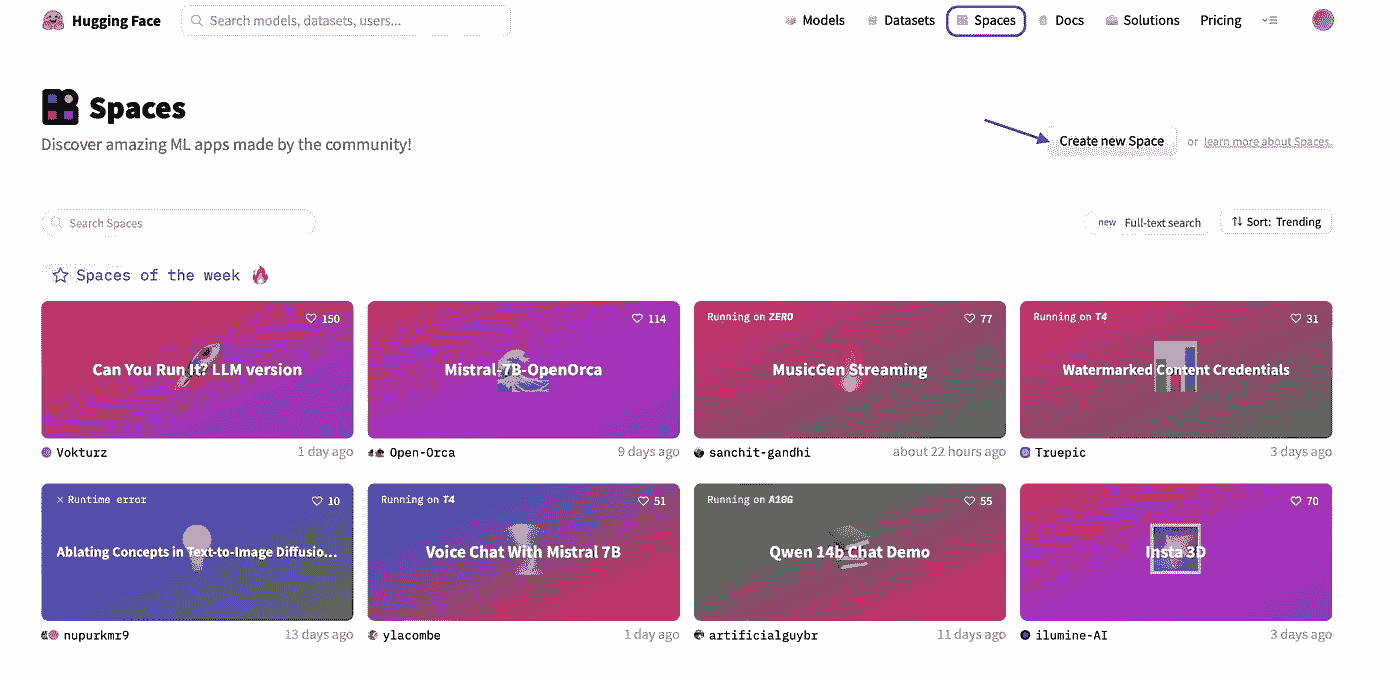 Hugging Face
Search models, datasets, users...
Models
Datasets
Spaces
Docs
Solutions
Pricing
Spaces
Discover amazing ML apps made by the community!
Create new Space
or learn more about Spaces.
Search Spaces
new Full-text search
Sort: Trending
Spaces of the week
150
Can You Run It? LLM version
Vokturz
1 day ago
114
Mistral-7B-OpenOrca
Open-Orca
9 days ago
Running on ZERO
77
MusicGen Streaming
sanchit-gandhi
about 22 hours ago
Running on T4
31
Watermarked Content Credentials
Truepic
3 days ago
× Runtime error
10
Ablating Concepts in Text-to-Image Diffusio...
nupurkmr9
13 days ago
Running on T4
51
Voice Chat With Mistral 7B
ylacombe
1 day ago
Running on A10G
55
Qwen 14b Chat Demo
artificialguybr
11 days ago
70
Insta 3D
ilumine-AI
3 days ago